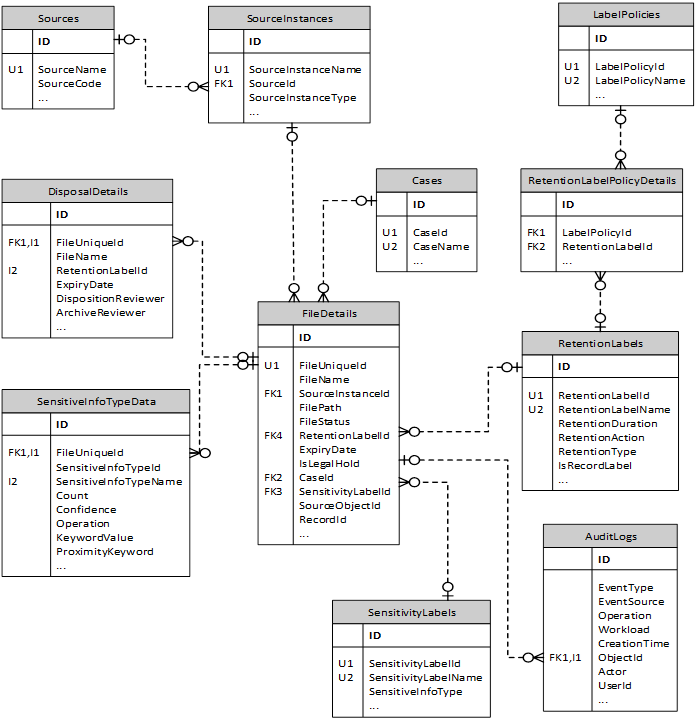 Sources
ID
U1 SourceName
SourceCode
...
SourceInstances
ID
U1 SourceInstanceName
FK1 SourceId
SourceInstanceType
...
LabelPolicies
ID
U1 LabelPolicyId
U2 LabelPolicyName
...
DisposalDetails
ID
FK1,I1 FileUniqueId
FileName
I2 RetentionLabelId
ExpiryDate
DispositionReviewer
ArchiveReviewer
...
Cases
ID
U1 CaseId
U2 CaseName
...
RetentionLabelPolicyDetails
ID
FK1 LabelPolicyId
FK2 RetentionLabelId
...
FileDetails
ID
U1 FileUniqueId
FileName
FK1 SourceInstanceId
FilePath
FileStatus
FK4 RetentionLabelId
ExpiryDate
IsLegalHold
FK2 CaseId
FK3 SensitivityLabelId
SourceObjectId
RecordId
...
RetentionLabels
ID
U1 RetentionLabelId
U2 RetentionLabelName
RetentionDuration
RetentionAction
RetentionType
IsRecordLabel
...
SensitiveInfoTypeData
ID
FK1,I1 FileUniqueId
SensitiveInfoTypeId
I2 SensitiveInfoTypeName
Count
Confidence
Operation
KeywordValue
ProximityKeyword
...
AuditLogs
ID
EventType
EventSource
Operation
Workload
CreationTime
FK1,I1 ObjectId
Actor
UserId
...
SensitivityLabels
ID
U1 SensitivityLabelId
U2 SensitivityLabelName
SensitiveInfoType
...